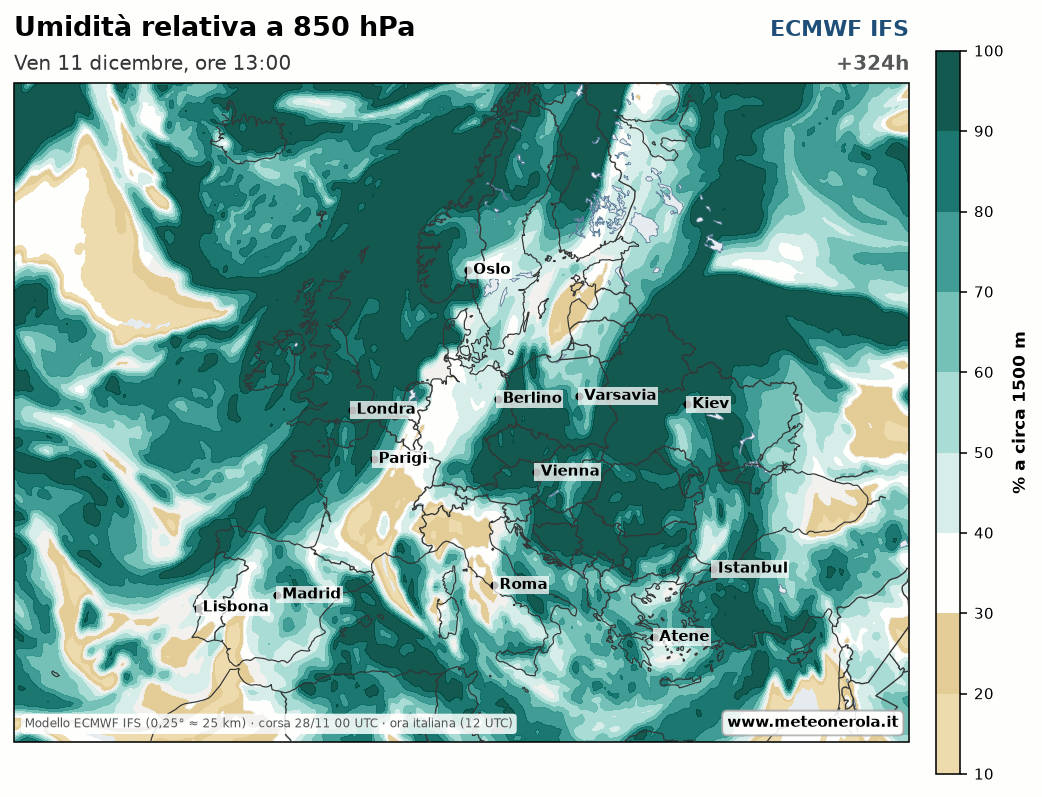 Umidità relativa a 850 hPa
ECMWF IFS
Ven 11 dicembre, ore 13:00
+324h
100
90
80
70
60
50
40
30
20
10
% a circa 1500 m
Oslo
Londra
Berlino
Varsavia
Kiev
Parigi
Vienna
Istanbul
Roma
Madrid
Lisbona
Atene
Modello ECMWF IFS (0,25° ≈ 25 km) · corsa 28/11 00 UTC · ora italiana (12 UTC)
www.meteonerola.it